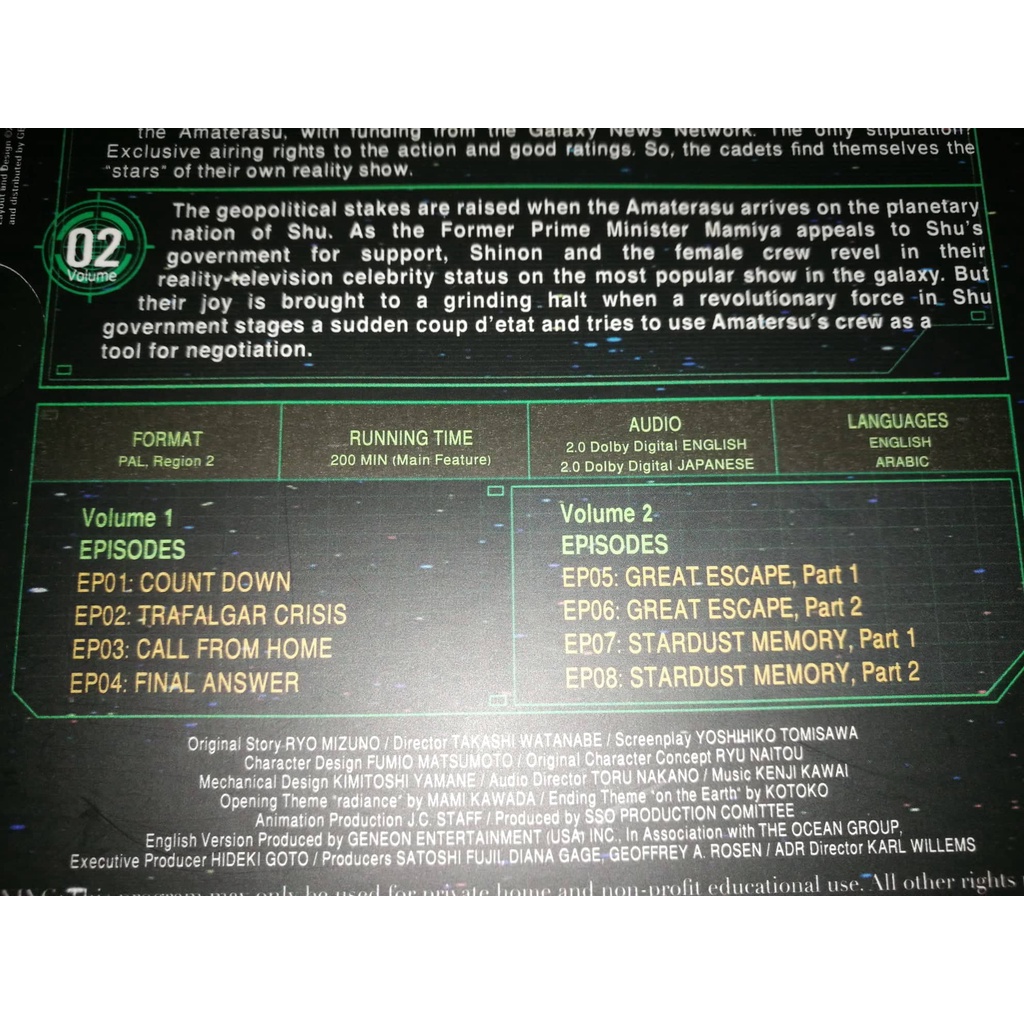 the Amaterasu, with funding from the Galaxy News Network. The only stipulation?
Exclusive airing rights to the action and good ratings. So, the cadets find themselves the
"stars" of their own reality show.
02
Volume
The geopolitical stakes are raised when the Amaterasu arrives on the planetary
nation of Shu. As the Former Prime Minister Mamiya appeals to Shu's
government for support, Shinon and the female crew revel in their
reality-television celebrity status on the most popular show in the galaxy. But
their joy is brought to a grinding halt when a revolutionary force in Shu
government stages a sudden coup d'etat and tries to use Amatersu's crew as a
tool for negotiation.
FORMAT
PAL, Region 2
RUNNING TIME
200 MIN (Main Feature)
AUDIO
2.0 Dolby Digital ENGLISH
2.0 Dolby Digital JAPANESE
LANGUAGES
ENGLISH
ARABIC
Volume 1
EPISODES
EP01: COUNT DOWN
EP02: TRAFALGAR CRISIS
EP03: CALL FROM HOME
EP04: FINAL ANSWER
Volume 2
EPISODES
EP05: GREAT ESCAPE, Part 1
EP06: GREAT ESCAPE, Part 2
EP07: STARDUST MEMORY, Part 1
EP08: STARDUST MEMORY, Part 2
Original Story RYO MIZUNO / Director TAKASHI WATANABE / Screenplay YOSHIHIKO TOMISAWA
Character Design FUMIO MATSUMOTO / Original Character Concept RYU NAITOU
Mechanical Design KIMITOSHI YAMANE / Audio Director TORU NAKANO / Music KENJI KAWAI
Opening Theme "radiance" by MAMI KAWADA / Ending Theme "on the Earth" by KOTOKO
Animation Production J.C. STAFF / Produced by SSO PRODUCTION COMITTEE
English Version Produced by GENEON ENTERTAINMENT (USA) INC., In Association with THE OCEAN GROUP,
Executive Producer HIDEKI GOTO / Producers SATOSHI FUJII, DIANA GAGE, GEOFFREY A. ROSEN / ADR Director KARL WILLEMS
This program may only be used for private home and non-profit educational use. All other rights
and distributed by